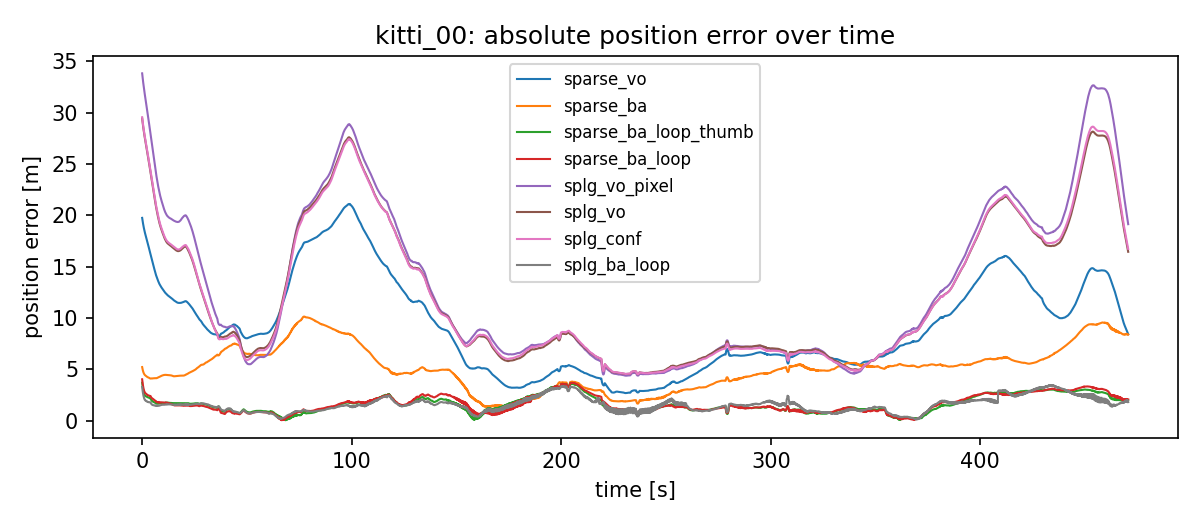 kitti_00: absolute position error over time
position error [m]
35
30
25
20
15
10
5
0
sparse_vo
sparse_ba
sparse_ba_loop_thumb
sparse_ba_loop
splg_vo_pixel
splg_vo
splg_conf
splg_ba_loop
0 100 200 300 400
time [s]